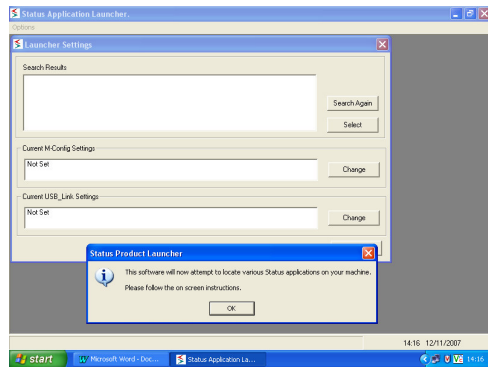 Status Application Launcher.
Options
Launcher Settings
Search Results
Search Again
Select
Current M-Config Settings
Not Set
Change
Current USB_Link Settings
Not Set
Change
Status Product Launcher
This software will now attempt to locate various Status applications on your machine.
Please follow the on screen instructions.
OK
14:16 12/11/2007
start
Microsoft Word - Doc...
Status Application La...
14:16